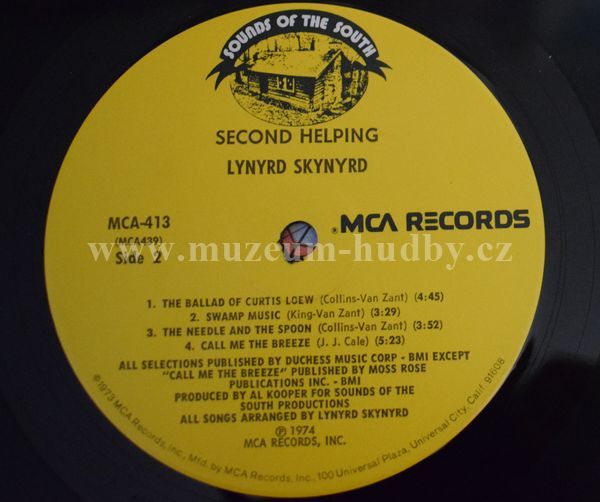 SOUNDS OF THE SOUTH
SECOND HELPING
LYNYRD SKYNYRD
MCA-413
(MCA439)
Side 2
MCA RECORDS
www.muzeum-hudby.cz
1. THE BALLAD OF CURTIS LOEW (Collins-Van Zant) (4:45)
2. SWAMP MUSIC (King-Van Zant) (3:29)
3. THE NEEDLE AND THE SPOON (Collins-Van Zant) (3:52)
4. CALL ME THE BREEZE (J. J. Cale) (5:23)
ALL SELECTIONS PUBLISHED BY DUCHESS MUSIC CORP - BMI EXCEPT
"CALL ME THE BREEZE" PUBLISHED BY MOSS ROSE
PUBLICATIONS INC. - BMI
PRODUCED BY AL KOOPER FOR SOUNDS OF THE
SOUTH PRODUCTIONS
ALL SONGS ARRANGED BY LYNYRD SKYNYRD
℗ 1974
MCA RECORDS, INC.
©1973 MCA Records, Inc., Mfd. by MCA Records, Inc., 100 Universal Plaza, Universal City, Calif. 91608